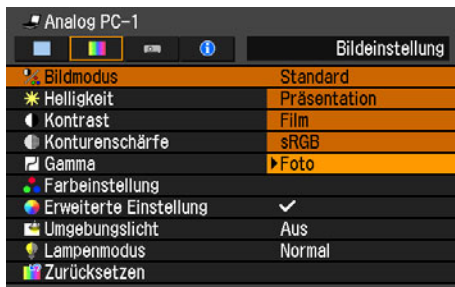 Analog PC-1
Bildeinstellung
Bildmodus Standard
Helligkeit Präsentation
Kontrast Film
Konturenschärfe sRGB
Gamma Foto
Farbeinstellung
Erweiterte Einstellung
Umgebungslicht Aus
Lampenmodus Normal
Zurücksetzen